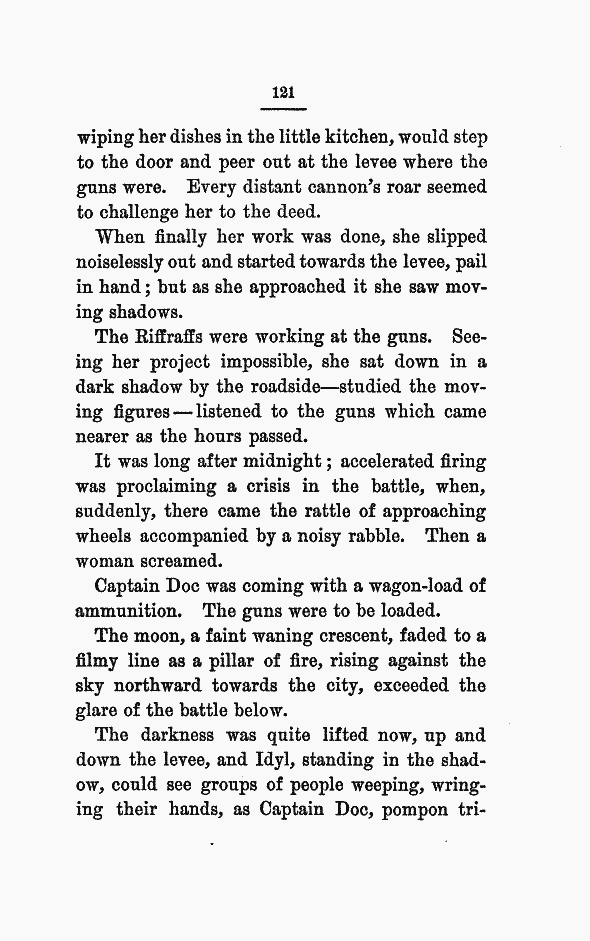 121
wiping her dishes in the little kitchen, would step
to the door and peer out at the levee where the
guns were. Every distant cannon's roar seemed
to challenge her to the deed.
When finally her work was done, she slipped
noiselessly out and started towards the levee, pail
in hand; but as she approached it she saw mov-
ing shadows.
The Riffraffs were working at the guns. See-
ing her project impossible, she sat down in a
dark shadow by the roadside—studied the mov-
ing figures—listened to the guns which came
nearer as the hours passed.
It was long after midnight; accelerated firing
was proclaiming a crisis in the battle, when,
suddenly, there came the rattle of approaching
wheels accompanied by a noisy rabble. Then a
woman screamed.
Captain Doc was coming with a wagon-load of
ammunition. The guns were to be loaded.
The moon, a faint waning crescent, faded to a
filmy line as a pillar of fire, rising against the
sky northward towards the city, exceeded the
glare of the battle below.
The darkness was quite lifted now, up and
down the levee, and Idyl, standing in the shad-
ow, could see groups of people weeping, wring-
ing their hands, as Captain Doc, pompon tri-